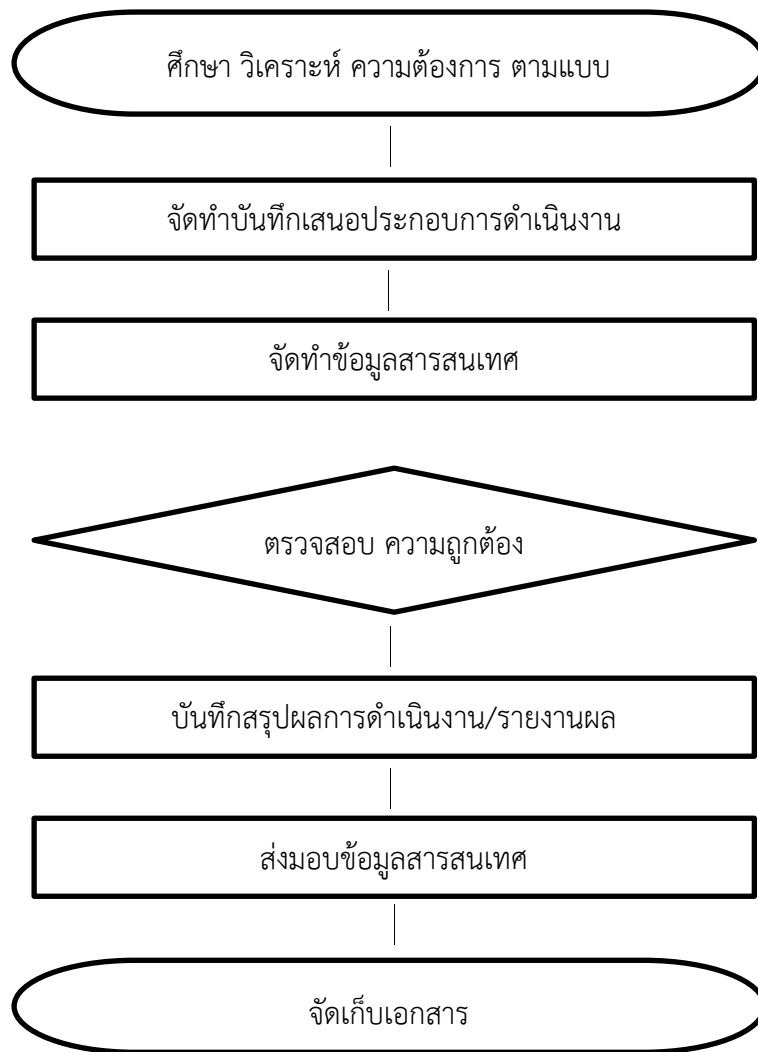 ศึกษา วิเคราะห์ ความต้องการ ตามแบบ
จัดทำบันทึกเสนอประกอบการดำเนินงาน
จัดทำข้อมูลสารสนเทศ
ตรวจสอบ ความถูกต้อง
บันทึกสรุปผลการดำเนินงาน/รายงานผล
ส่งมอบข้อมูลสารสนเทศ
จัดเก็บเอกสาร